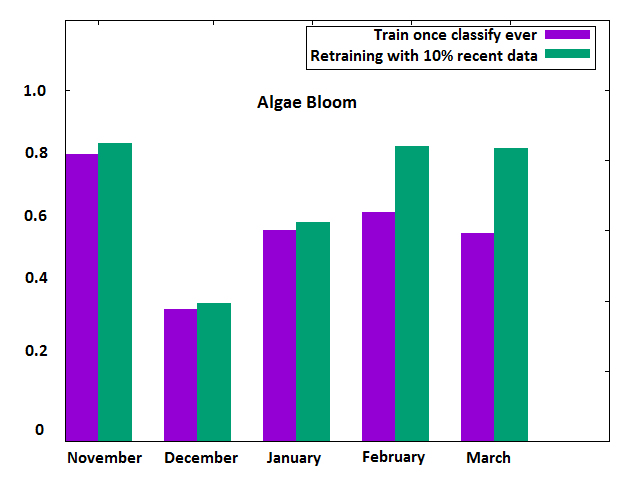 Train once classify ever
Retraining with 10% recent data
Algae Bloom
1.0
0.8
0.6
0.4
0.2
0
November December January February March